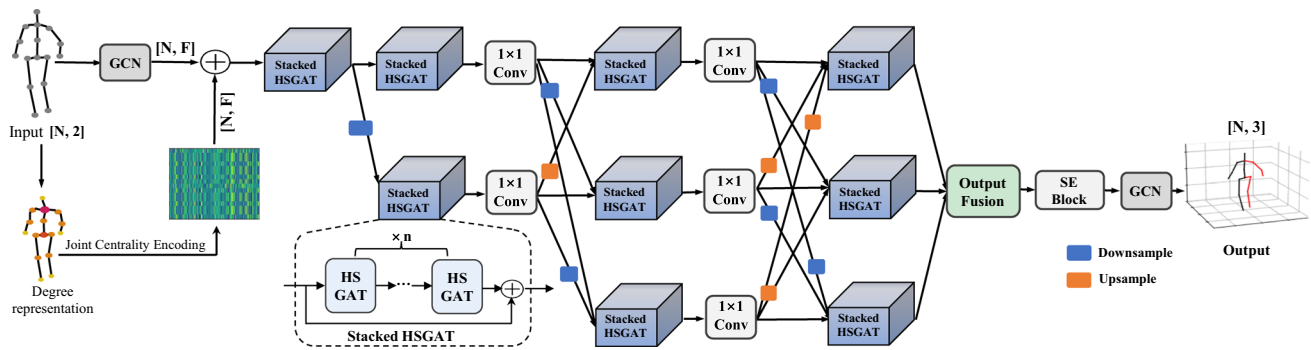 Input [N, 2]
GCN
[N, F]
[N, F]
Joint Centrality Encoding
Degree
representation
Stacked
HSGAT
Stacked
HSGAT
Stacked
HSGAT
1×1
Conv
1×1
Conv
× n
HS
GAT
...
HS
GAT
Stacked HSGAT
Stacked
HSGAT
Stacked
HSGAT
Stacked
HSGAT
1×1
Conv
1×1
Conv
1×1
Conv
Stacked
HSGAT
Stacked
HSGAT
Stacked
HSGAT
Output
Fusion
SE
Block
GCN
[N, 3]
Output
Downsample
Upsample